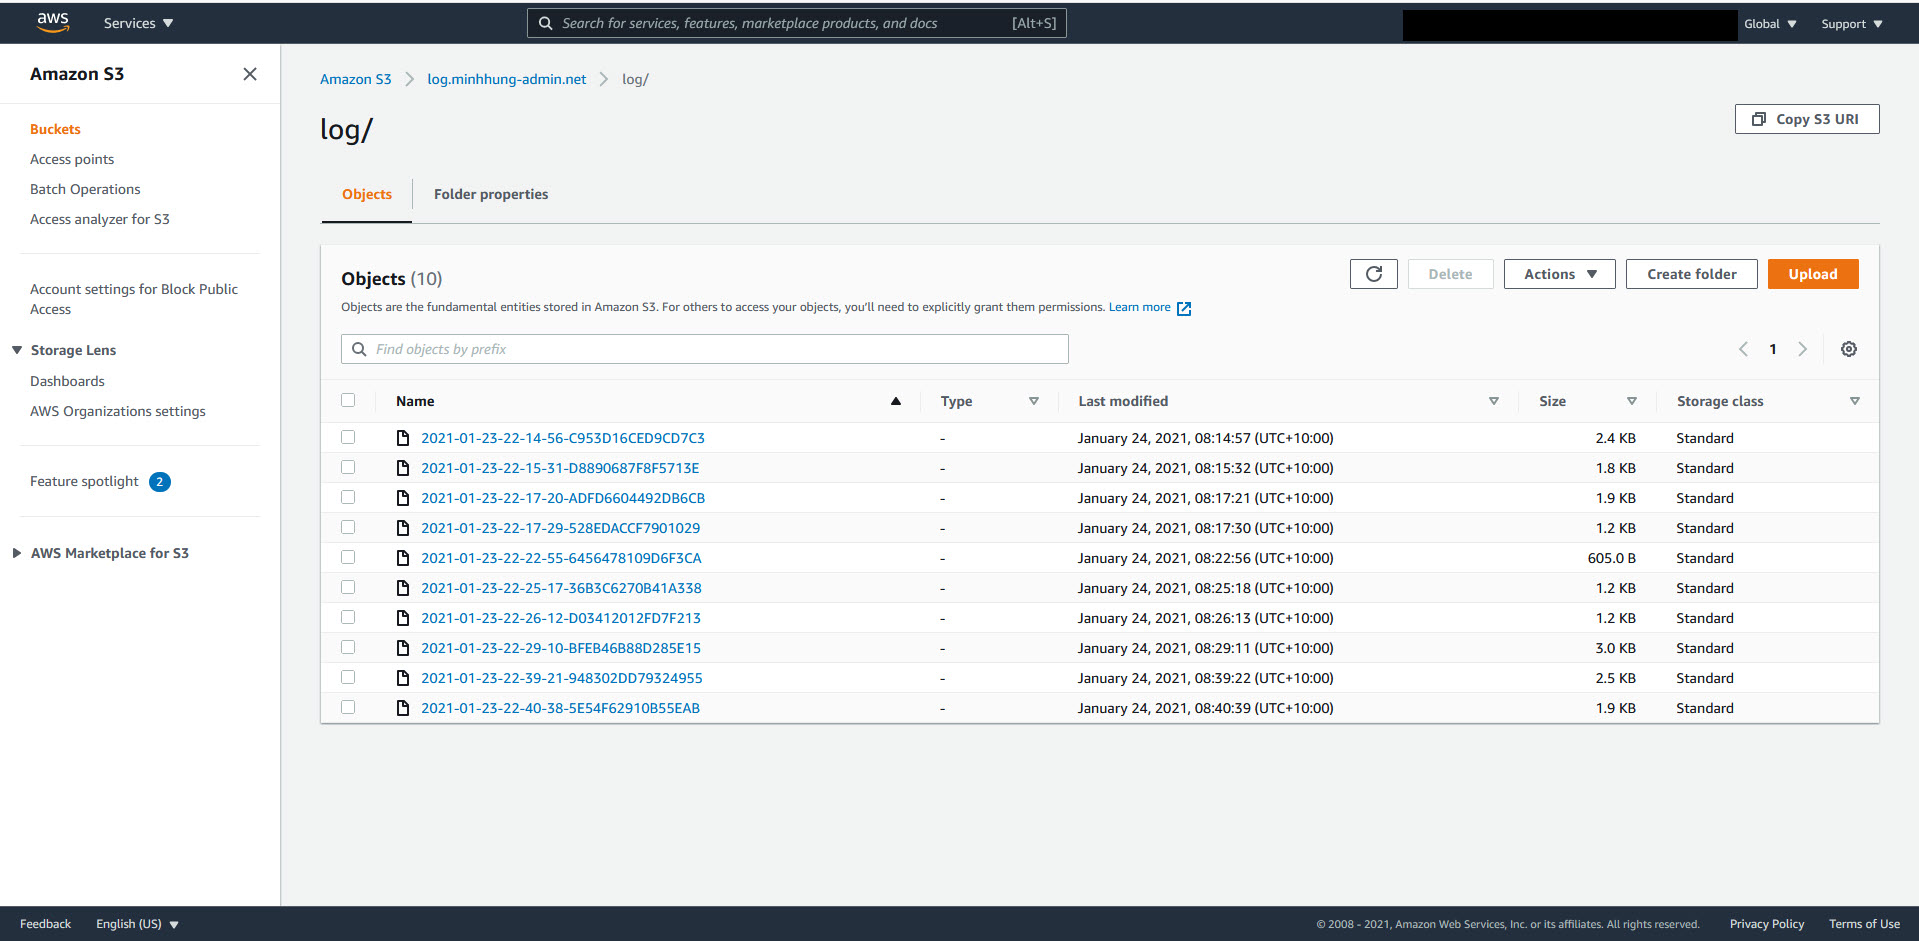 aws Services Search for services, features, marketplace products, and docs [Alt+S] Global Support
Amazon S3
Buckets
Access points
Batch Operations
Access analyzer for S3
Account settings for Block Public
Access
Storage Lens
Dashboards
AWS Organizations settings
Feature spotlight 2
AWS Marketplace for S3
Amazon S3 log.minhhung-admin.net log/
log/
Copy S3 URI
Objects Folder properties
Objects (10)
Delete Actions Create folder Upload
Objects are the fundamental entities stored in Amazon S3. For others to access your objects, you'll need to explicitly grant them permissions. Learn more
Find objects by prefix
1
Name Type Last modified Size Storage class
2021-01-23-22-14-56-C953D16CED9CD7C3 - January 24, 2021, 08:14:57 (UTC+10:00) 2.4 KB Standard
2021-01-23-22-15-31-D8890687F8F5713E - January 24, 2021, 08:15:32 (UTC+10:00) 1.8 KB Standard
2021-01-23-22-17-20-ADFD6604492DB6CB - January 24, 2021, 08:17:21 (UTC+10:00) 1.9 KB Standard
2021-01-23-22-17-29-528EDACCF7901029 - January 24, 2021, 08:17:30 (UTC+10:00) 1.2 KB Standard
2021-01-23-22-22-55-6456478109D6F3CA - January 24, 2021, 08:22:56 (UTC+10:00) 605.0 B Standard
2021-01-23-22-25-17-36B3C6270B41A338 - January 24, 2021, 08:25:18 (UTC+10:00) 1.2 KB Standard
2021-01-23-22-26-12-D03412012FD7F213 - January 24, 2021, 08:26:13 (UTC+10:00) 1.2 KB Standard
2021-01-23-22-29-10-BFEB46B88D285E15 - January 24, 2021, 08:29:11 (UTC+10:00) 3.0 KB Standard
2021-01-23-22-39-21-948302DD79324955 - January 24, 2021, 08:39:22 (UTC+10:00) 2.5 KB Standard
2021-01-23-22-40-38-5E54F62910B55EAB - January 24, 2021, 08:40:39 (UTC+10:00) 1.9 KB Standard
Feedback English (US) © 2008 - 2021, Amazon Web Services, Inc. or its affiliates. All rights reserved. Privacy Policy Terms of Use